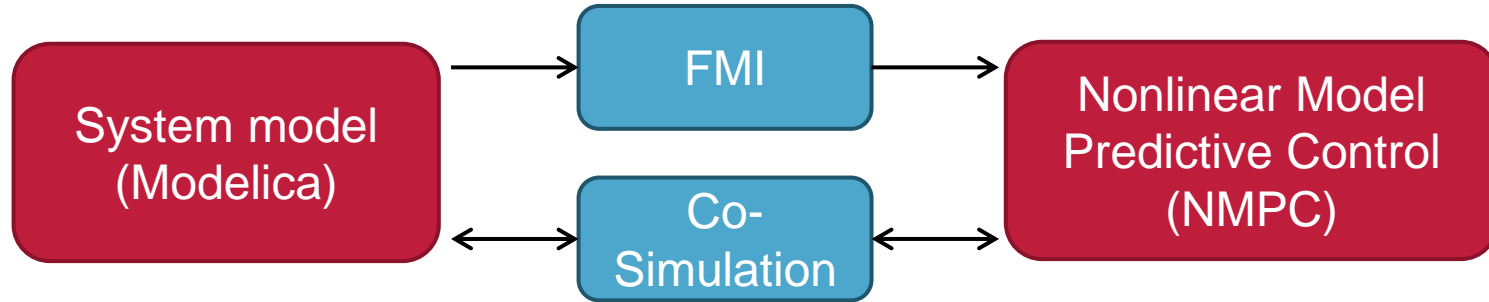 System model
(Modelica)
FMI
Co-
Simulation
Nonlinear Model
Predictive Control
(NMPC)